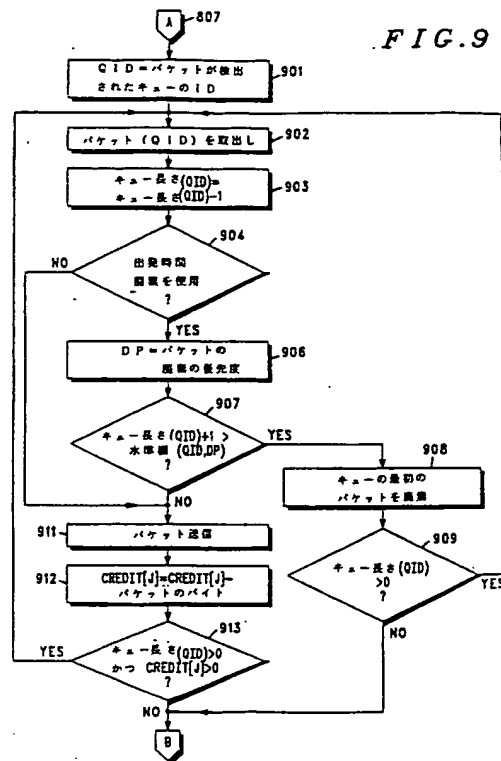 A
807
FIG.9
QID=パケットが検出
されたキューのID
901
パケット(QID)を取出し
902
キュー長さ(QID)=
キュー長さ(QID)-1
903
904
出発時間
廃棄を使用
?
NO
YES
DP=パケットの
廃棄の優先度
906
907
キュー長さ(QID)+1 >
水準欄 (QID,DP)
?
YES
NO
908
キューの最初の
パケットを廃棄
911
パケット送信
909
キュー長さ(QID)
>0
?
YES
NO
912
CREDIT[J]=CREDIT[J]-
パケットのバイト
913
キュー長さ(QID)>0
かつ CREDIT[J]>0
?
YES
NO
B